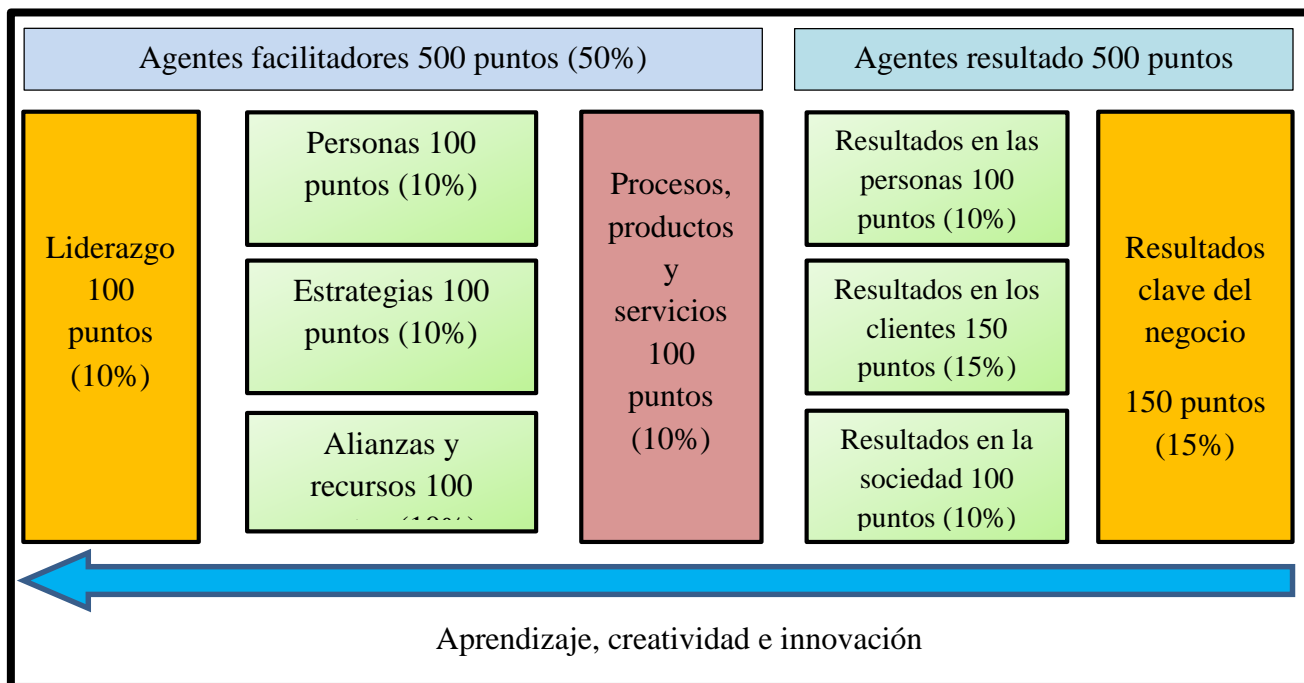 Agentes facilitadores 500 puntos (50%)
Agentes resultado 500 puntos
Liderazgo
100
puntos
(10%)
Personas 100
puntos (10%)
Estrategias 100
puntos (10%)
Alianzas y
recursos 100
Procesos,
productos
y
servicios
100
puntos
(10%)
Resultados en las
personas 100
puntos (10%)
Resultados en los
clientes 150
puntos (15%)
Resultados en la
sociedad 100
puntos (10%)
Resultados
clave del
negocio
150 puntos
(15%)
Aprendizaje, creatividad e innovación